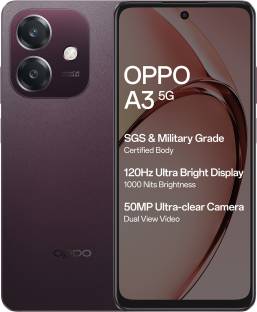 OPPO
A3 5G
SGS & Military Grade
Certified Body
120Hz Ultra Bright Display
1000 Nits Brightness
50MP Ultra-clear Camera
Dual View Video
OPPO